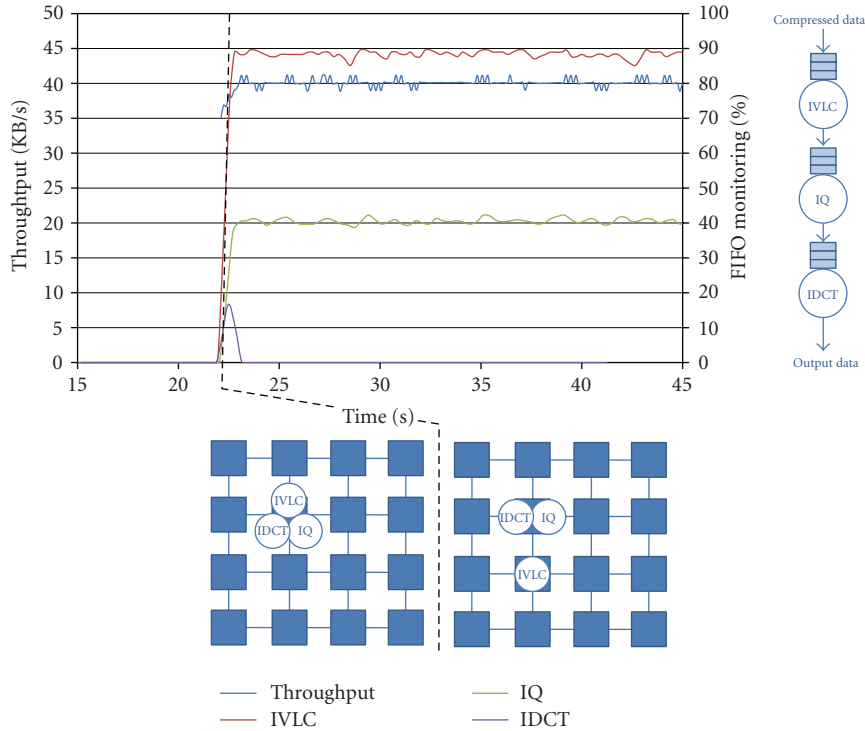 Throughtput (KB/s)
50
45
40
35
30
25
20
15
10
5
0
100
90
80
70
60
50
40
30
20
10
0
FIFO monitoring (%)
15
20
25
30
35
40
45
Time (s)
Compressed data
IVLC
IQ
IDCT
Output data
IVLC
IDCT
IQ
IDCT
IQ
IVLC
Throughput
IVLC
IQ
IDCT